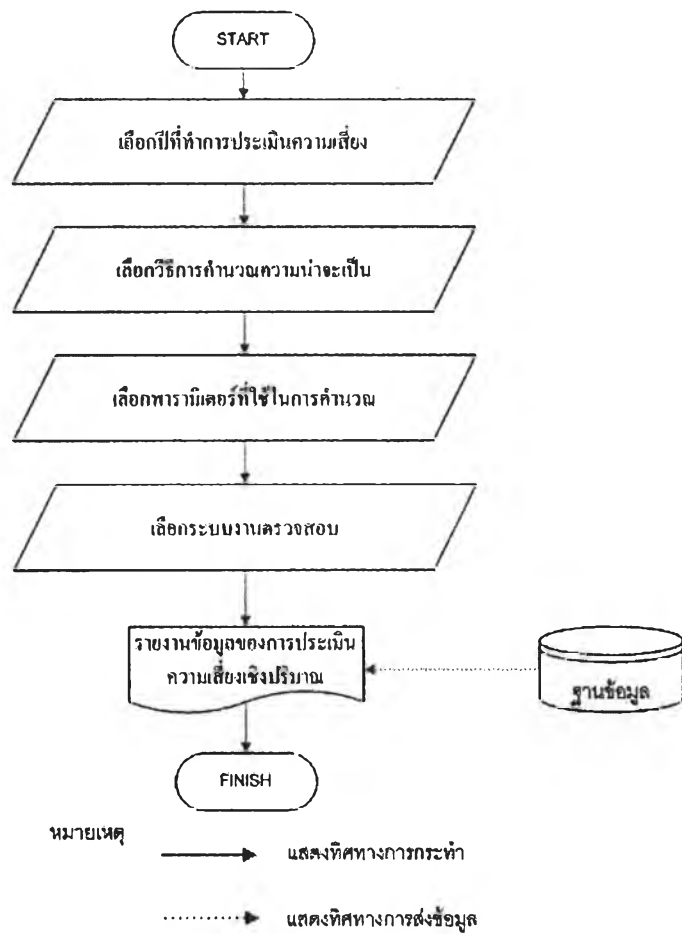 START
เลือกปีที่ทำการประเมินความเสี่ยง
เลือกวิธีการคำนวณความน่าจะเป็น
เลือกพารามิเตอร์ที่ใช้ในการคำนวณ
เลือกระบบงานตรวจสอบ
รายงานข้อมูลของการประเมิน
ความเสี่ยงเชิงปริมาณ
ฐานข้อมูล
FINISH
หมายเหตุ
แสดงทิศทางการกระทำ
แสดงทิศทางการส่งข้อมูล